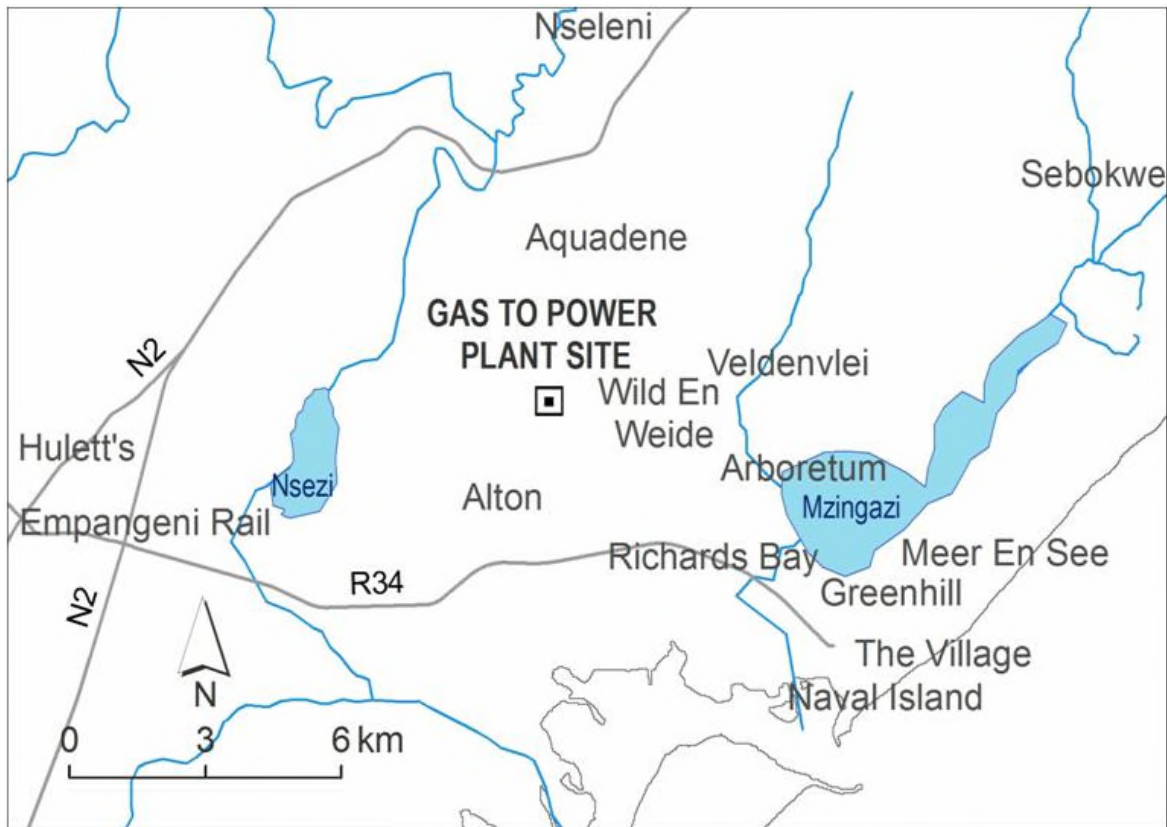 Nseleni
Sebokwe
Aquadene
GAS TO POWER
PLANT SITE
N2
Veldenvlei
Wild En
Weide
Hulett's
Arboretum
Nsezi
Alton
Mzingazi
Empangeni Rail
Richards Bay
Meer En See
R34
Greenhill
N2
The Village
N
Naval Island
0 3 6 km